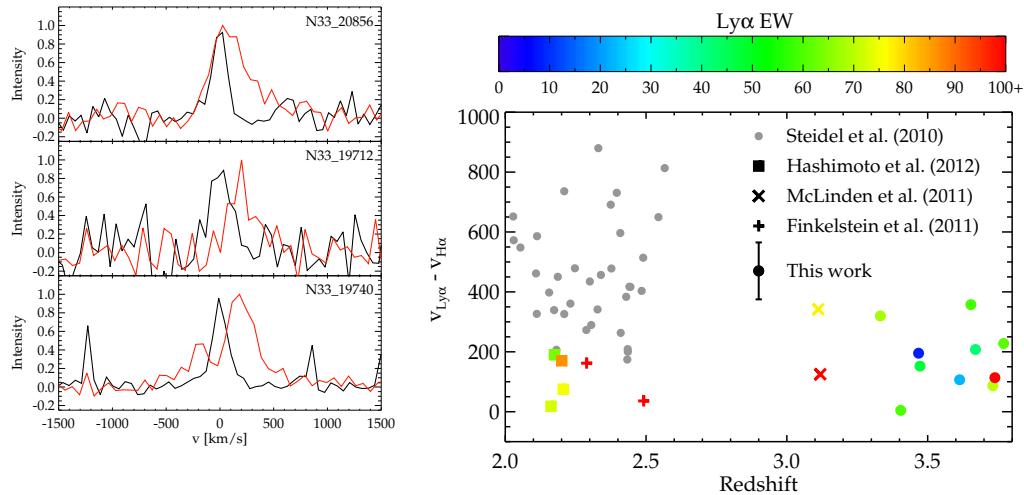 N33_20856
1.0
0.8
0.6
0.4
0.2
0.0
-0.2
Intensity
N33_19712
1.0
0.8
0.6
0.4
0.2
0.0
-0.2
Intensity
N33_19740
1.0
0.8
0.6
0.4
0.2
0.0
-0.2
Intensity
-1500 -1000 -500 0 500 1000 1500
v [km/s]
Lyα EW
0 10 20 30 40 50 60 70 80 90 100+
1000
800
600
400
200
0
vLyα - vHα
Steidel et al. (2010)
Hashimoto et al. (2012)
McLinden et al. (2011)
Finkelstein et al. (2011)
This work
2.0 2.5 3.0 3.5
Redshift